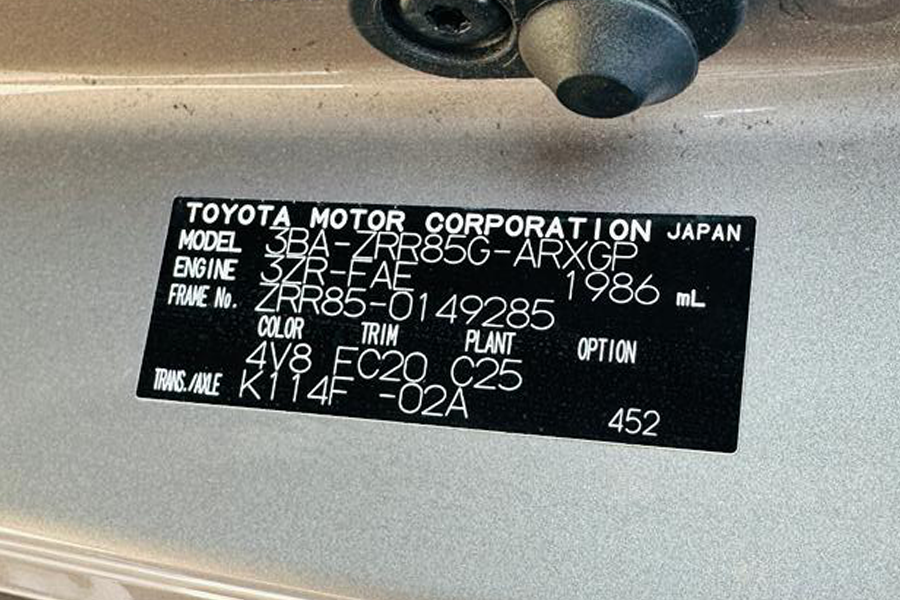 TOYOTA MOTOR CORPORATION JAPAN
MODEL 3BA-ZRR85G-ARXGP
ENGINE 3ZR-FAE 1986 mL
FRAME No. ZRR85-0149285
COLOR TRIM PLANT OPTION
4V8 FC20 C25
TRANS./AXLE K114F -02A
452